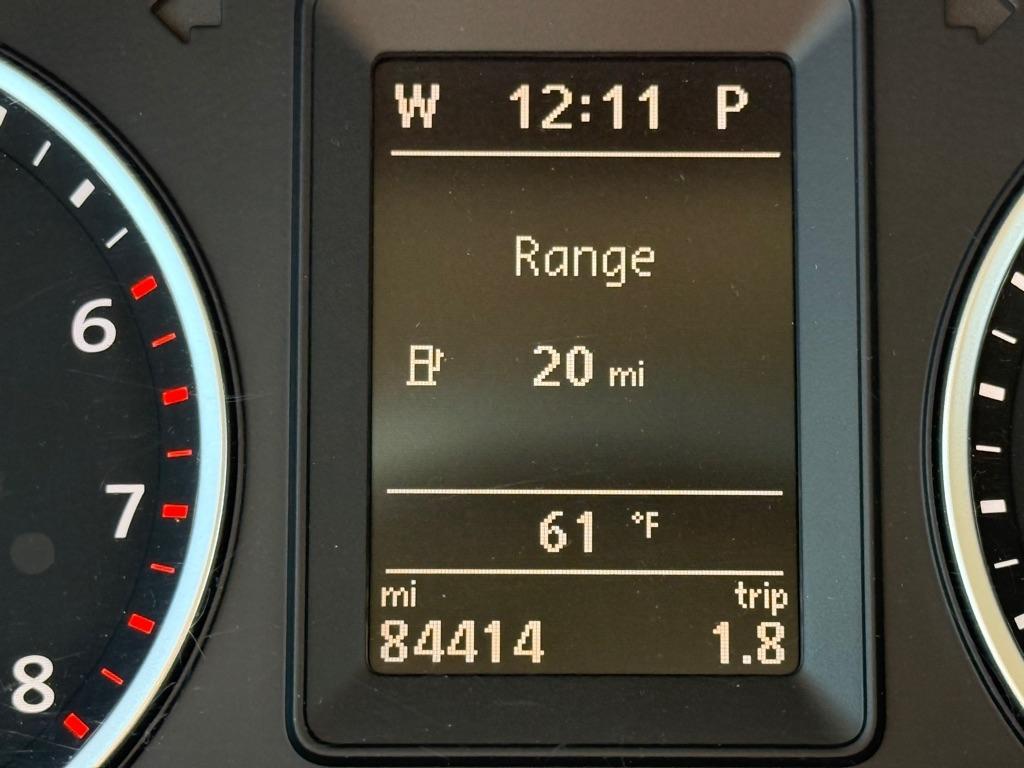 W 12:11 P
Range
20 mi
61 °F
mi trip
84414 1.8
6
7
8